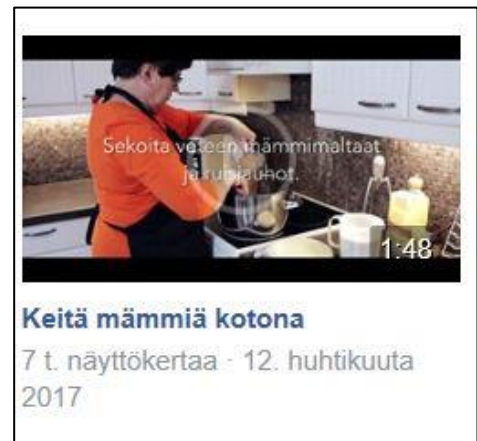 Sekoita veteen mämmimaltaat
ja ruisjauhot.
1:48
Keitä mämmiä kotona
7 t. näyttökertaa · 12. huhtikuuta
2017